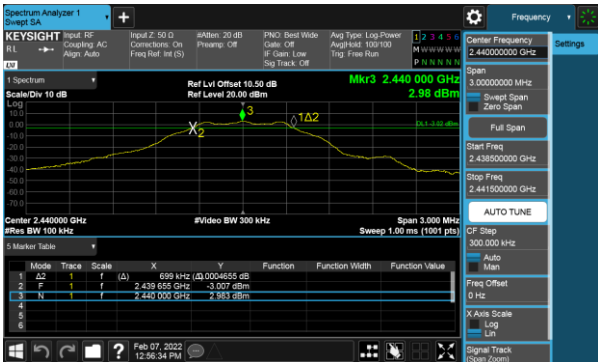 Spectrum Analyzer 1
Swept SA
+
Frequency
KEYSIGHT
RL
LXI
Input: RF
Coupling: AC
Align: Auto
Input Z: 50 Ω
Corrections: On
Freq Ref: Int (S)
#Atten: 20 dB
Preamp: Off
PNO: Best Wide
Gate: Off
IF Gain: Low
Sig Track: Off
Avg Type: Log-Power
Avg|Hold: 100/100
Trig: Free Run
1 2 3 4 5 6
M W W W W W
P N N N N N
1 Spectrum
Scale/Div 10 dB
Ref Lvl Offset 10.50 dB
Ref Level 20.00 dBm
Mkr3 2.440 000 GHz
2.98 dBm
Log
10.0
0.00
-10.0
-20.0
-30.0
-40.0
-50.0
-60.0
-70.0
X2
3
1Δ2
DL1 -3.02 dBm
Center 2.440000 GHz
#Res BW 100 kHz
#Video BW 300 kHz
Span 3.000 MHz
Sweep 1.00 ms (1001 pts)
5 Marker Table
Mode Trace Scale X Y Function Function Width Function Value
1 Δ2 1 f (Δ) 699 kHz (Δ) 0.0004655 dB
2 F 1 f 2.439 655 GHz -3.007 dBm
3 N 1 f 2.440 000 GHz 2.983 dBm
4
5
6
?
Feb 07, 2022
12:56:34 PM
Center Frequency
2.440000000 GHz
Settings
Span
3.00000000 MHz
Swept Span
Zero Span
Full Span
Start Freq
2.438500000 GHz
Stop Freq
2.441500000 GHz
AUTO TUNE
CF Step
300.000 kHz
Auto
Man
Freq Offset
0 Hz
X Axis Scale
Log
Lin
Signal Track
(Span Zoom)